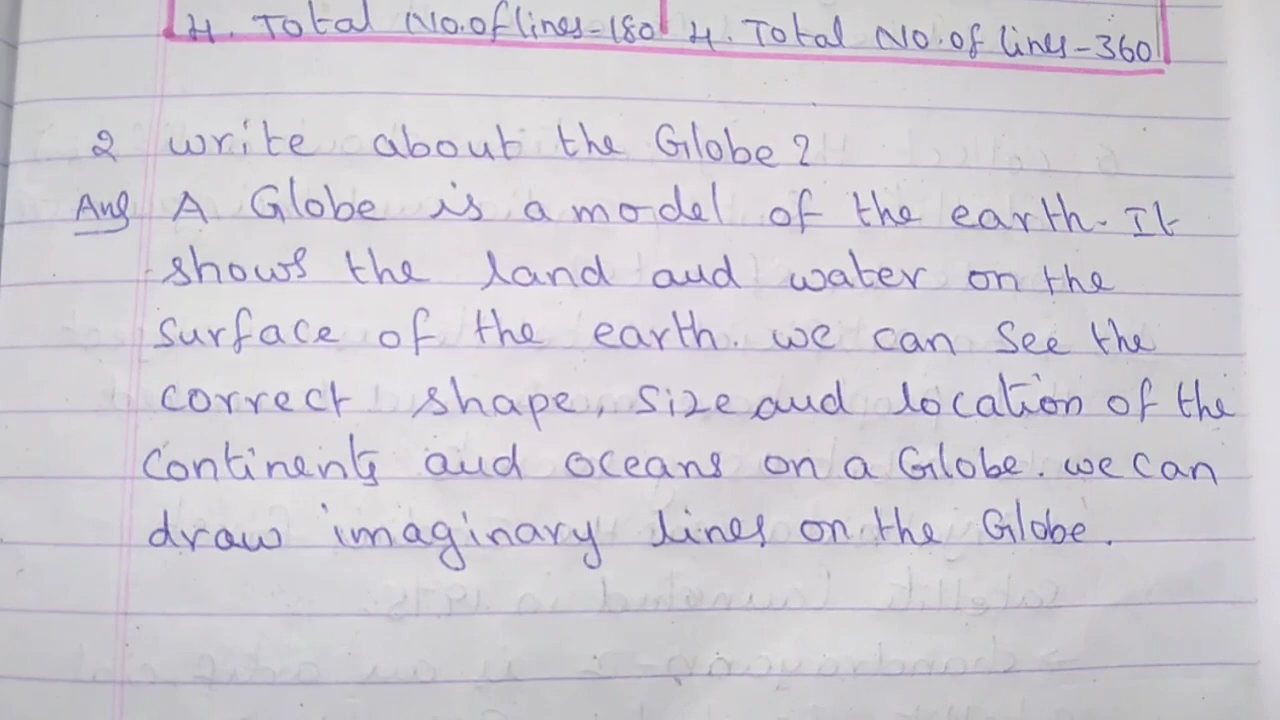 4. Total No.of lines-180 4. Total No.of lines-360
2 write about the Globe?
Ans A Globe is a model of the earth. It
shows the land and water on the
surface of the earth. we can see the
correct shape, size and location of the
continents and oceans on a Globe. we can
draw imaginary lines on the Globe.